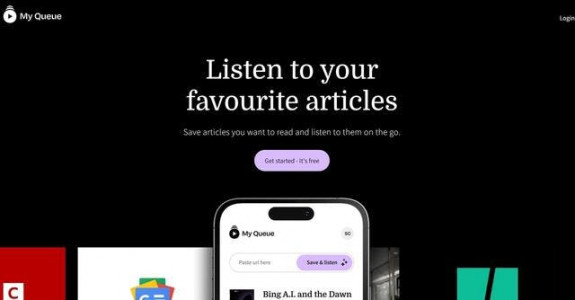 My Queue
Login
Listen to your
favourite articles
Save articles you want to read and listen to them on the go.
Get started - It's free
My Queue
BD
Paste url here
Save & listen
C
Bing A.I. and the Dawn